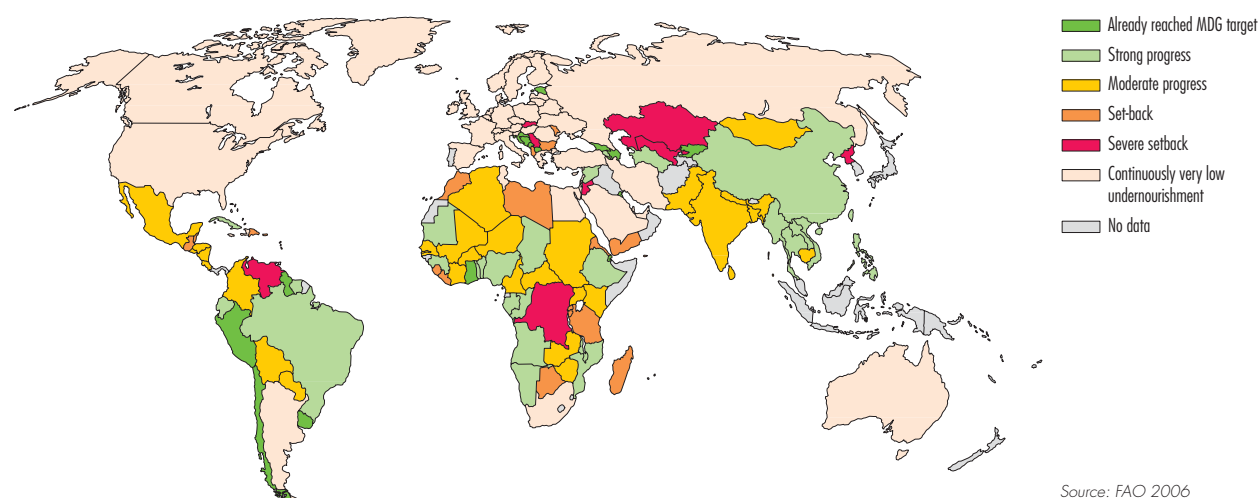 Already reached MDG target
Strong progress
Moderate progress
Set-back
Severe setback
Continuously very low
undernourishment
No data
Source: FAO 2006